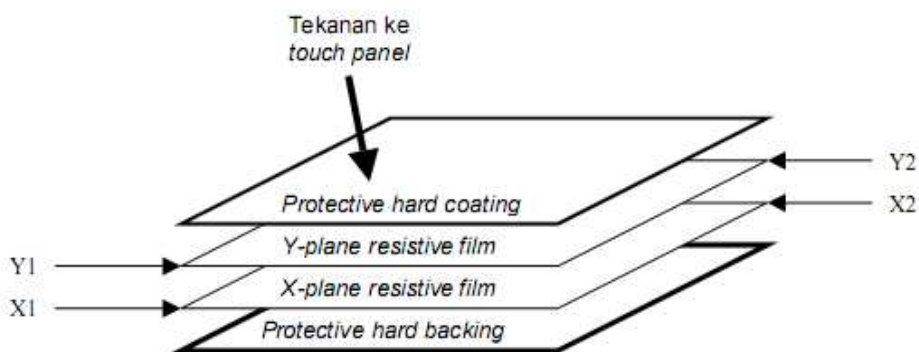 Tekanan ke
touch panel
Protective hard coating
Y2
X2
Y-plane resistive film
Y1
X-plane resistive film
X1
Protective hard backing